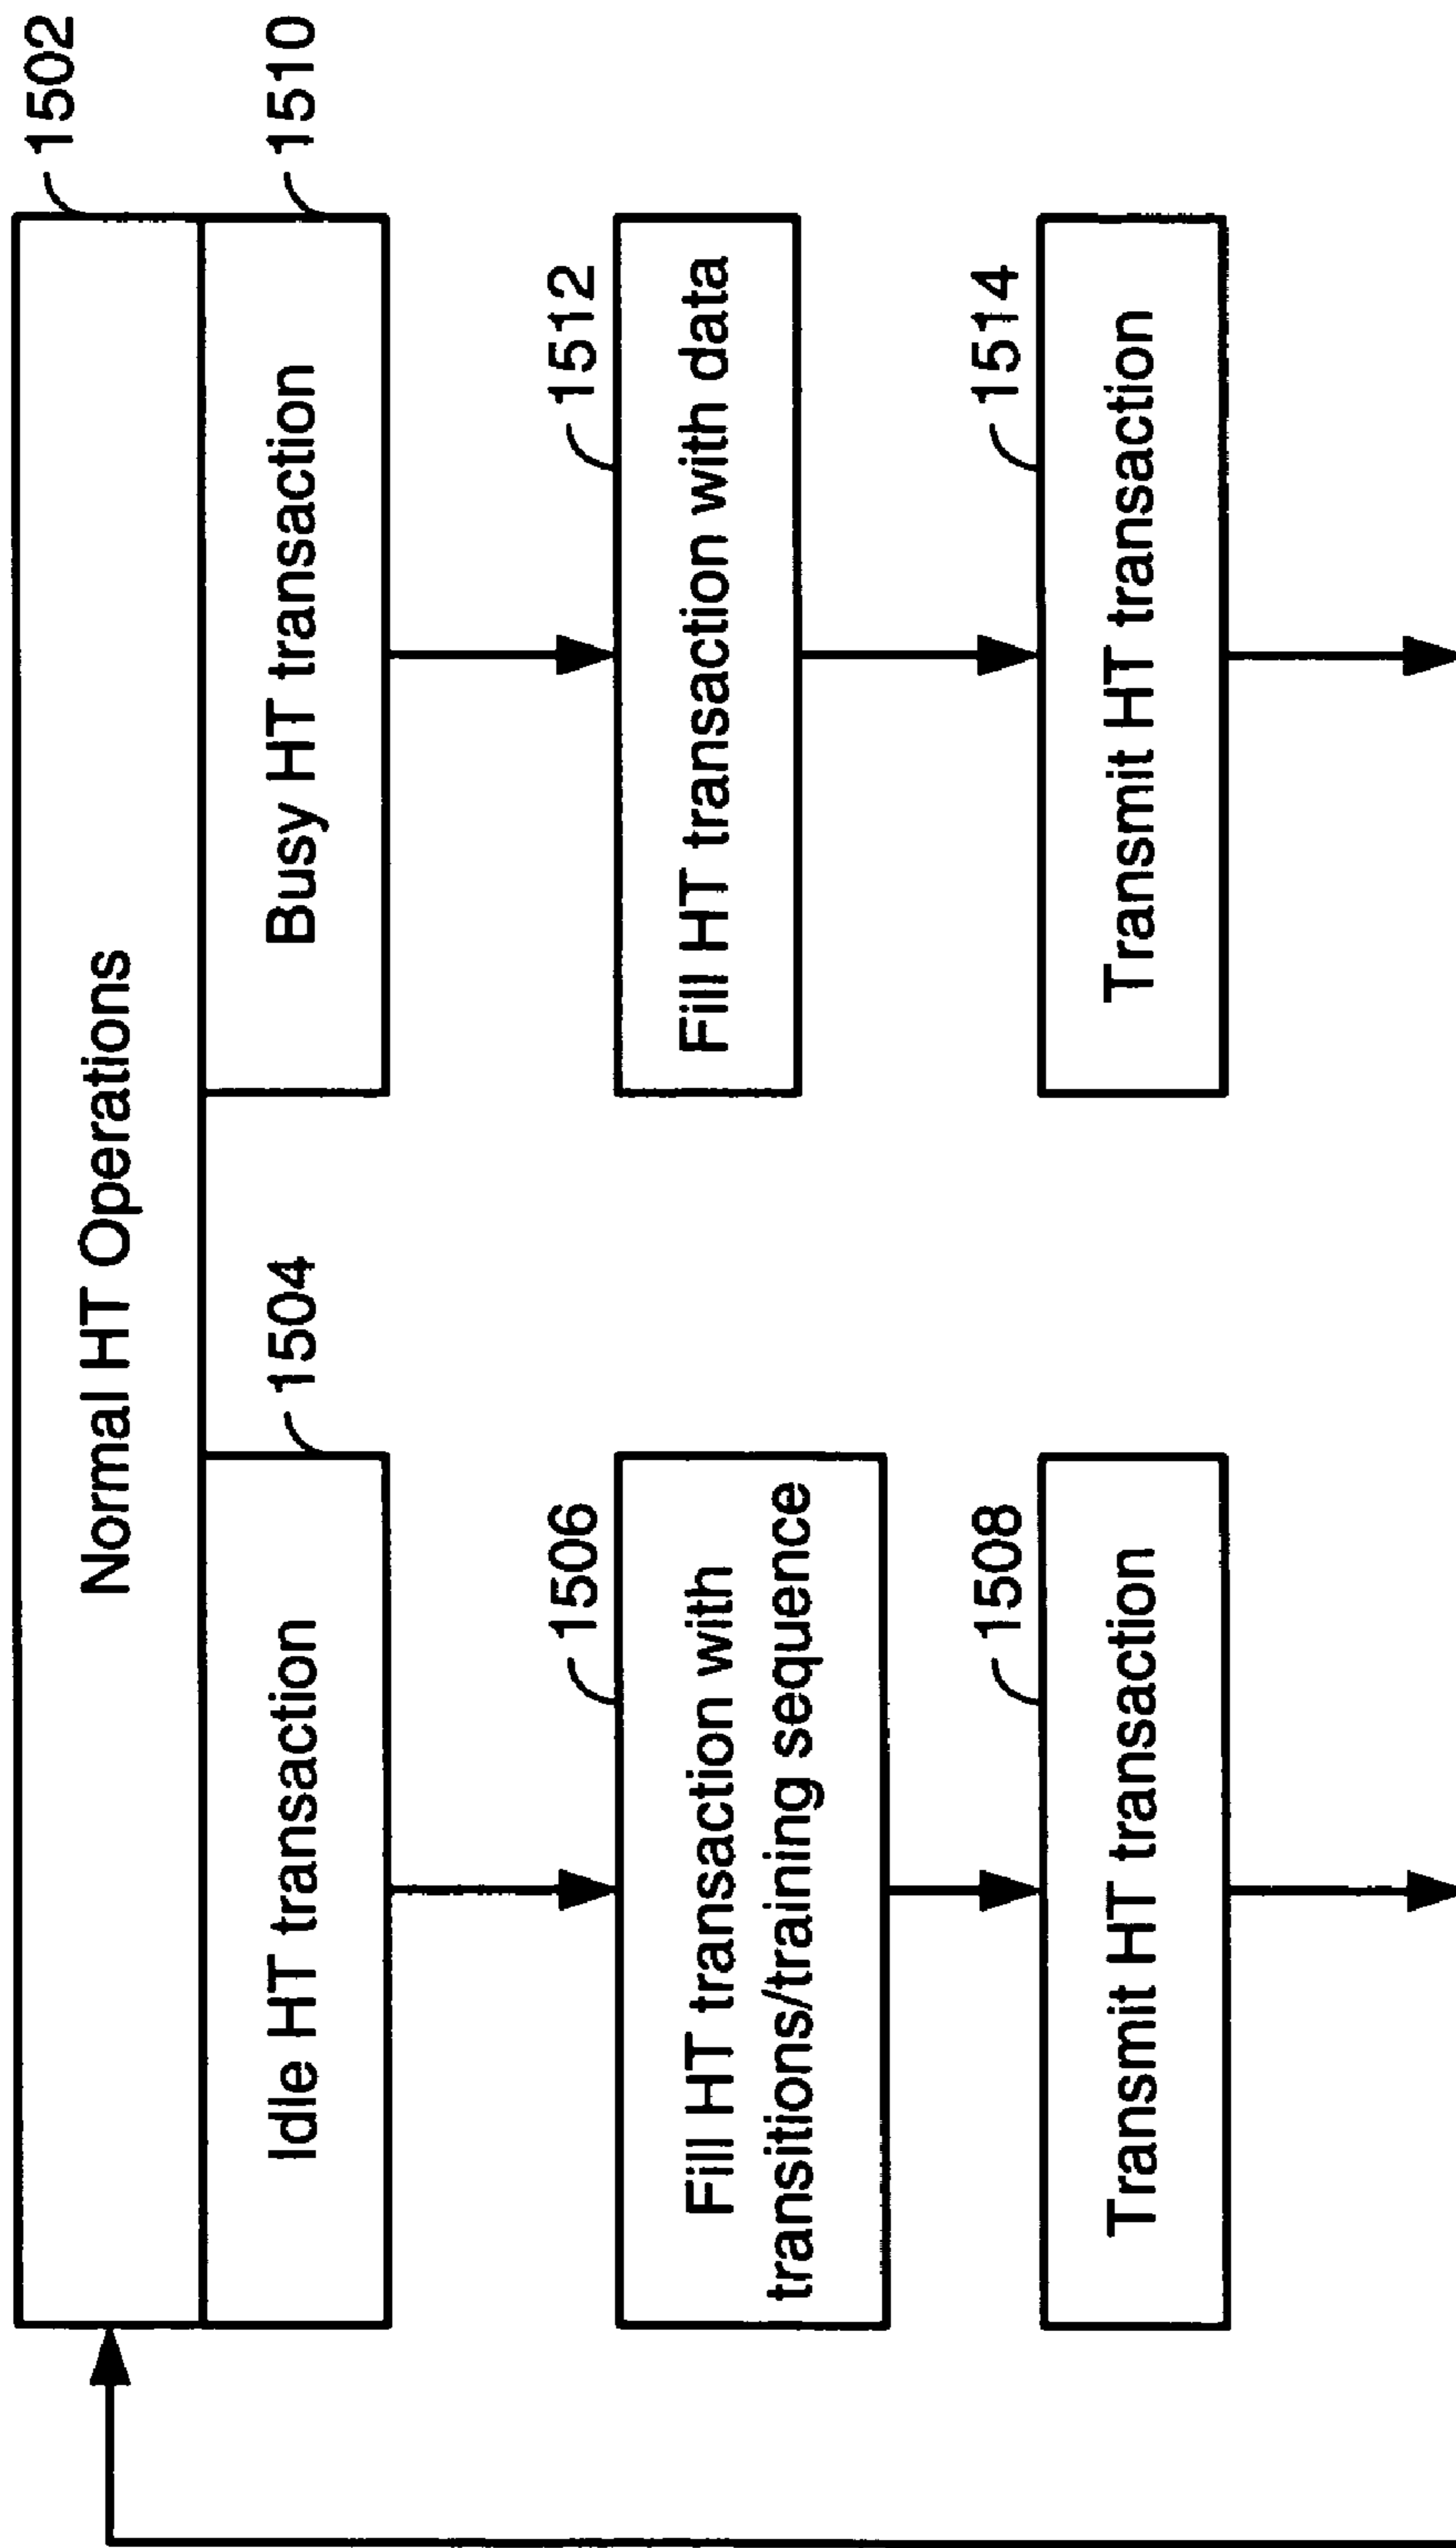 1502
Normal HT Operations
1504
1510
Idle HT transaction
Busy HT transaction
1506
1512
Fill HT transaction with
transitions/training sequence
Fill HT transaction with data
1508
1514
Transmit HT transaction
Transmit HT transaction